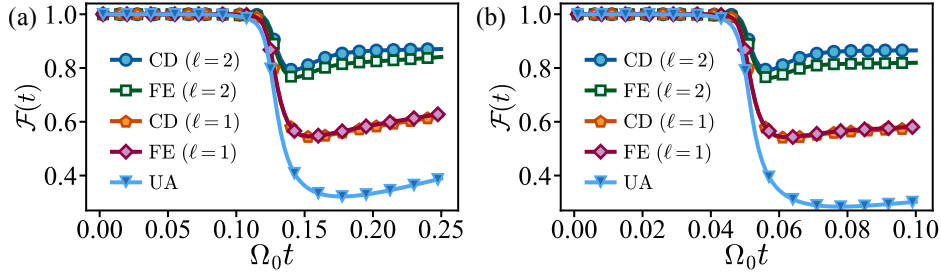 (a)
1.0
0.8
0.6
0.4
ℱ(t)
CD (ℓ=2)
FE (ℓ=2)
CD (ℓ=1)
FE (ℓ=1)
UA
0.00 0.05 0.10 0.15 0.20 0.25
Ω₀t
(b)
1.0
0.8
0.6
0.4
ℱ(t)
CD (ℓ=2)
FE (ℓ=2)
CD (ℓ=1)
FE (ℓ=1)
UA
0.00 0.02 0.04 0.06 0.08 0.10
Ω₀t